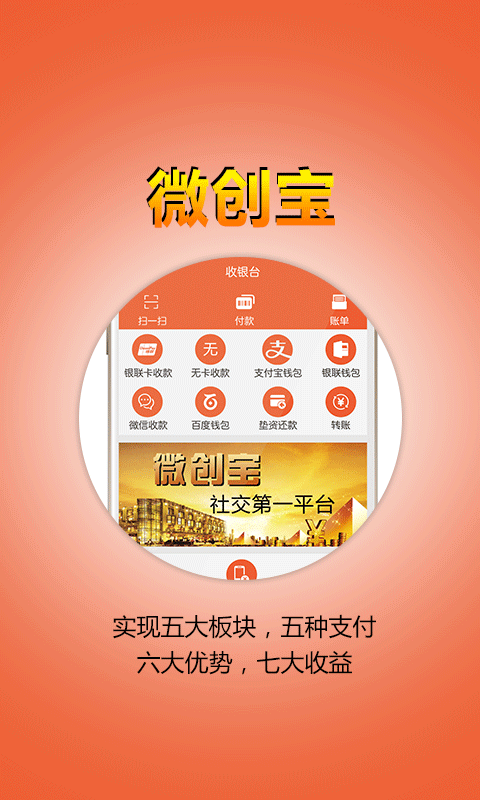 微创宝
收银台
扫一扫 付款 账单
无
银联卡收款 无卡收款 支付宝钱包 银联钱包
微信收款 百度钱包 垫资还款 转账
微创宝
社交第一平台
实现五大板块，五种支付
六大优势，七大收益